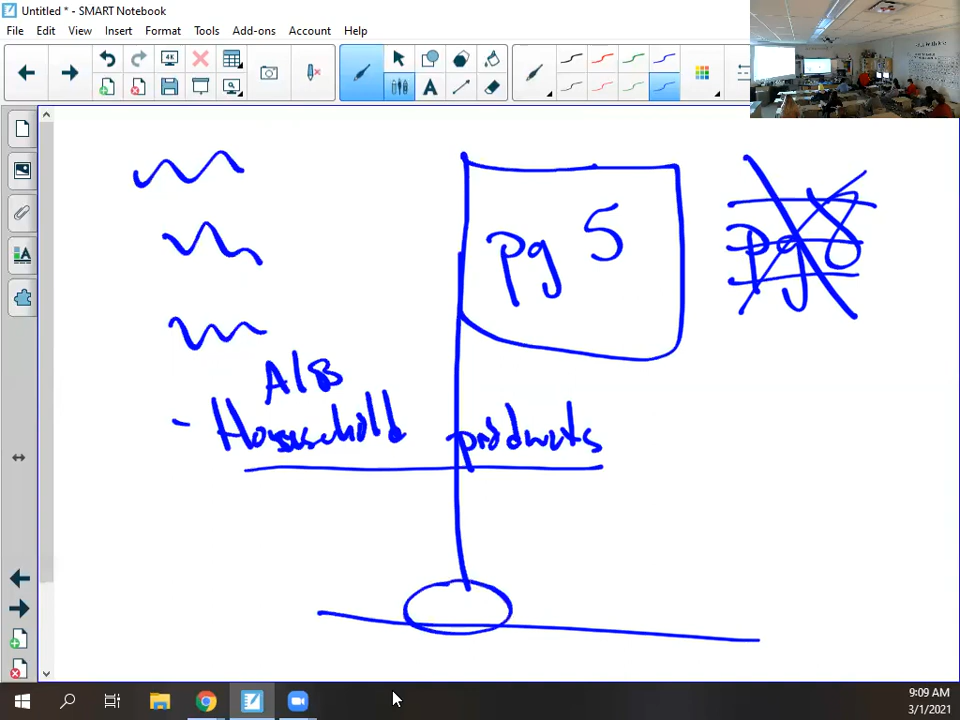 Untitled * - SMART Notebook
File Edit View Insert Format Tools Add-ons Account Help
pg 5
pg 8
A/B
- Household products
9:09 AM
3/1/2021